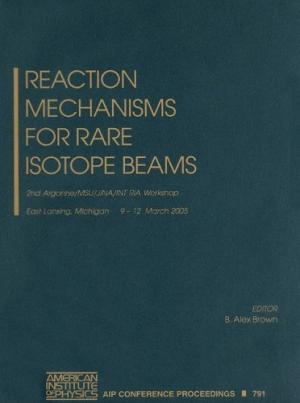 REACTION
MECHANISMS
FOR RARE
ISOTOPE BEAMS
2nd Argonne/MSU/JINA/INT RIA Workshop
East Lansing, Michigan 9 – 12 March 2005
EDITOR
B. Alex Brown
AMERICAN
INSTITUTE
OF PHYSICS AIP CONFERENCE PROCEEDINGS ■ 791